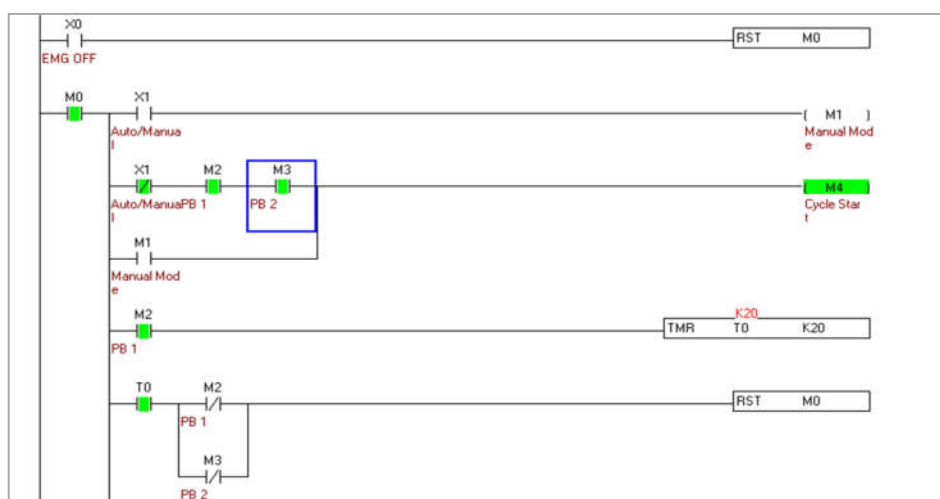 X0
RST M0
EMG OFF
M0 X1
( M1 )
Auto/Manua
l
Manual Mod
e
X1 M2 M3
( M4 )
Auto/Manua PB 1 PB 2
l
Cycle Star
t
M1
Manual Mod
e
M2
K20
TMR T0 K20
PB 1
T0 M2
RST M0
PB 1
M3
PB 2